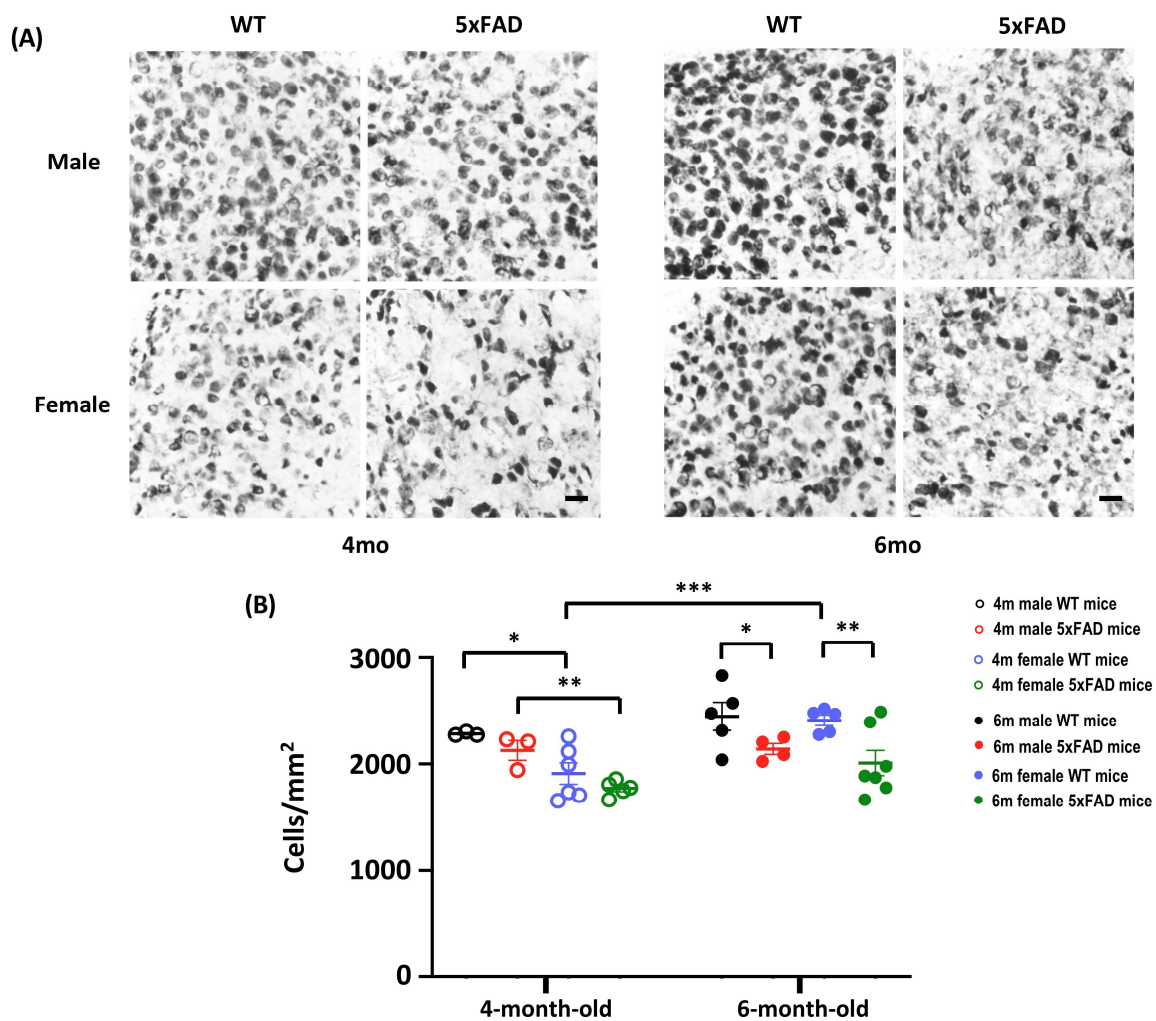 (A)
WT 5xFAD WT 5xFAD
Male
Female
4mo 6mo
(B)
***
* **
* **
Cells/mm²
3000
2000
1000
0
4-month-old 6-month-old
4m male WT mice
4m male 5xFAD mice
4m female WT mice
4m female 5xFAD mice
6m male WT mice
6m male 5xFAD mice
6m female WT mice
6m female 5xFAD mice